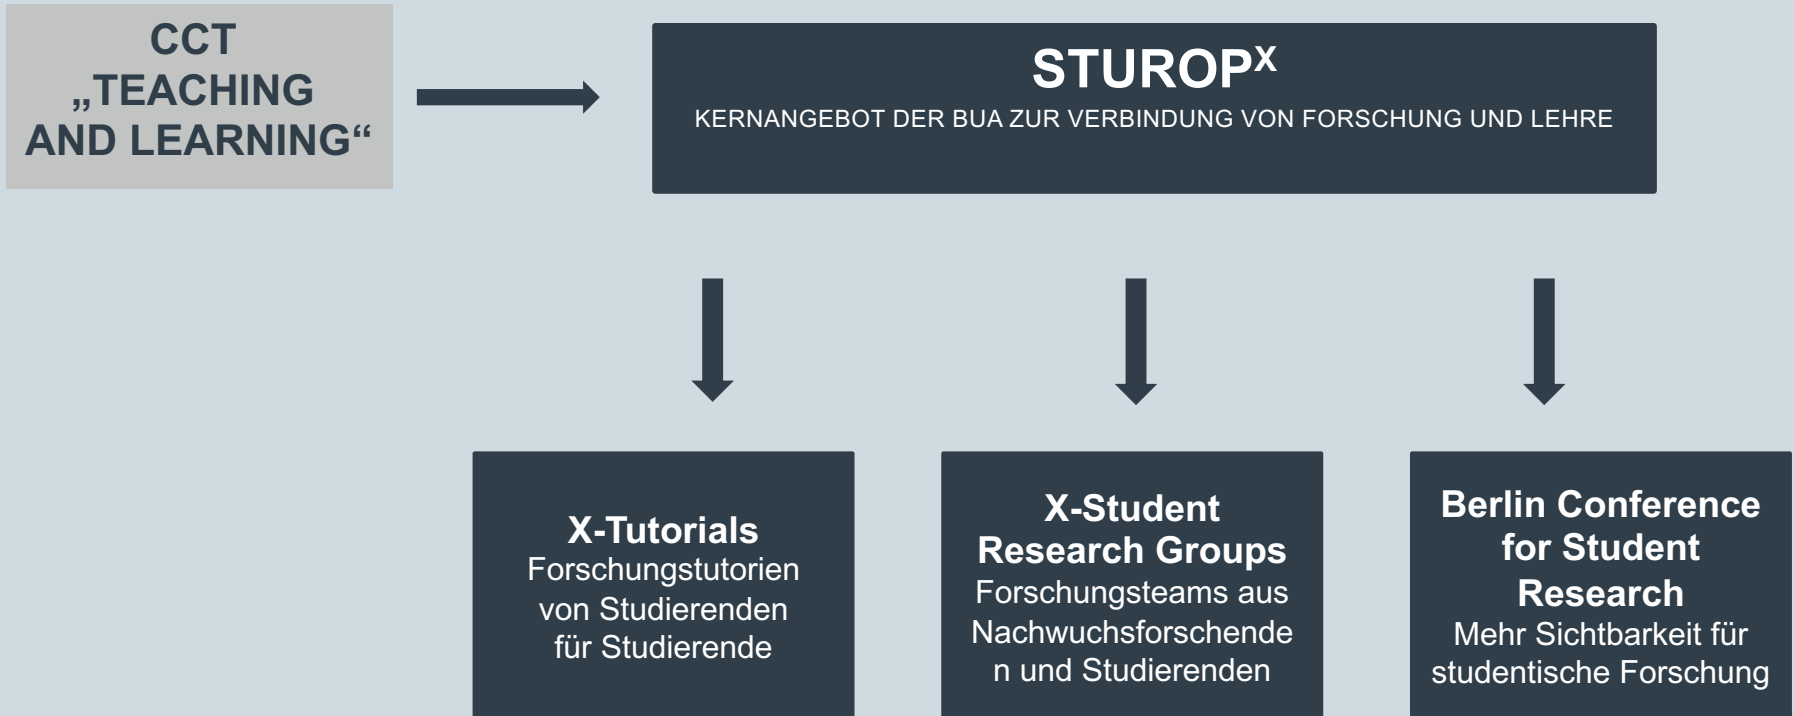 CCT
„TEACHING
AND LEARNING“
STUROPX
KERNANGEBOT DER BUA ZUR VERBINDUNG VON FORSCHUNG UND LEHRE
X-Tutorials
Forschungstutorien
von Studierenden
für Studierende
X-Student
Research Groups
Forschungsteams aus
Nachwuchsforschende
n und Studierenden
Berlin Conference
for Student
Research
Mehr Sichtbarkeit für
studentische Forschung